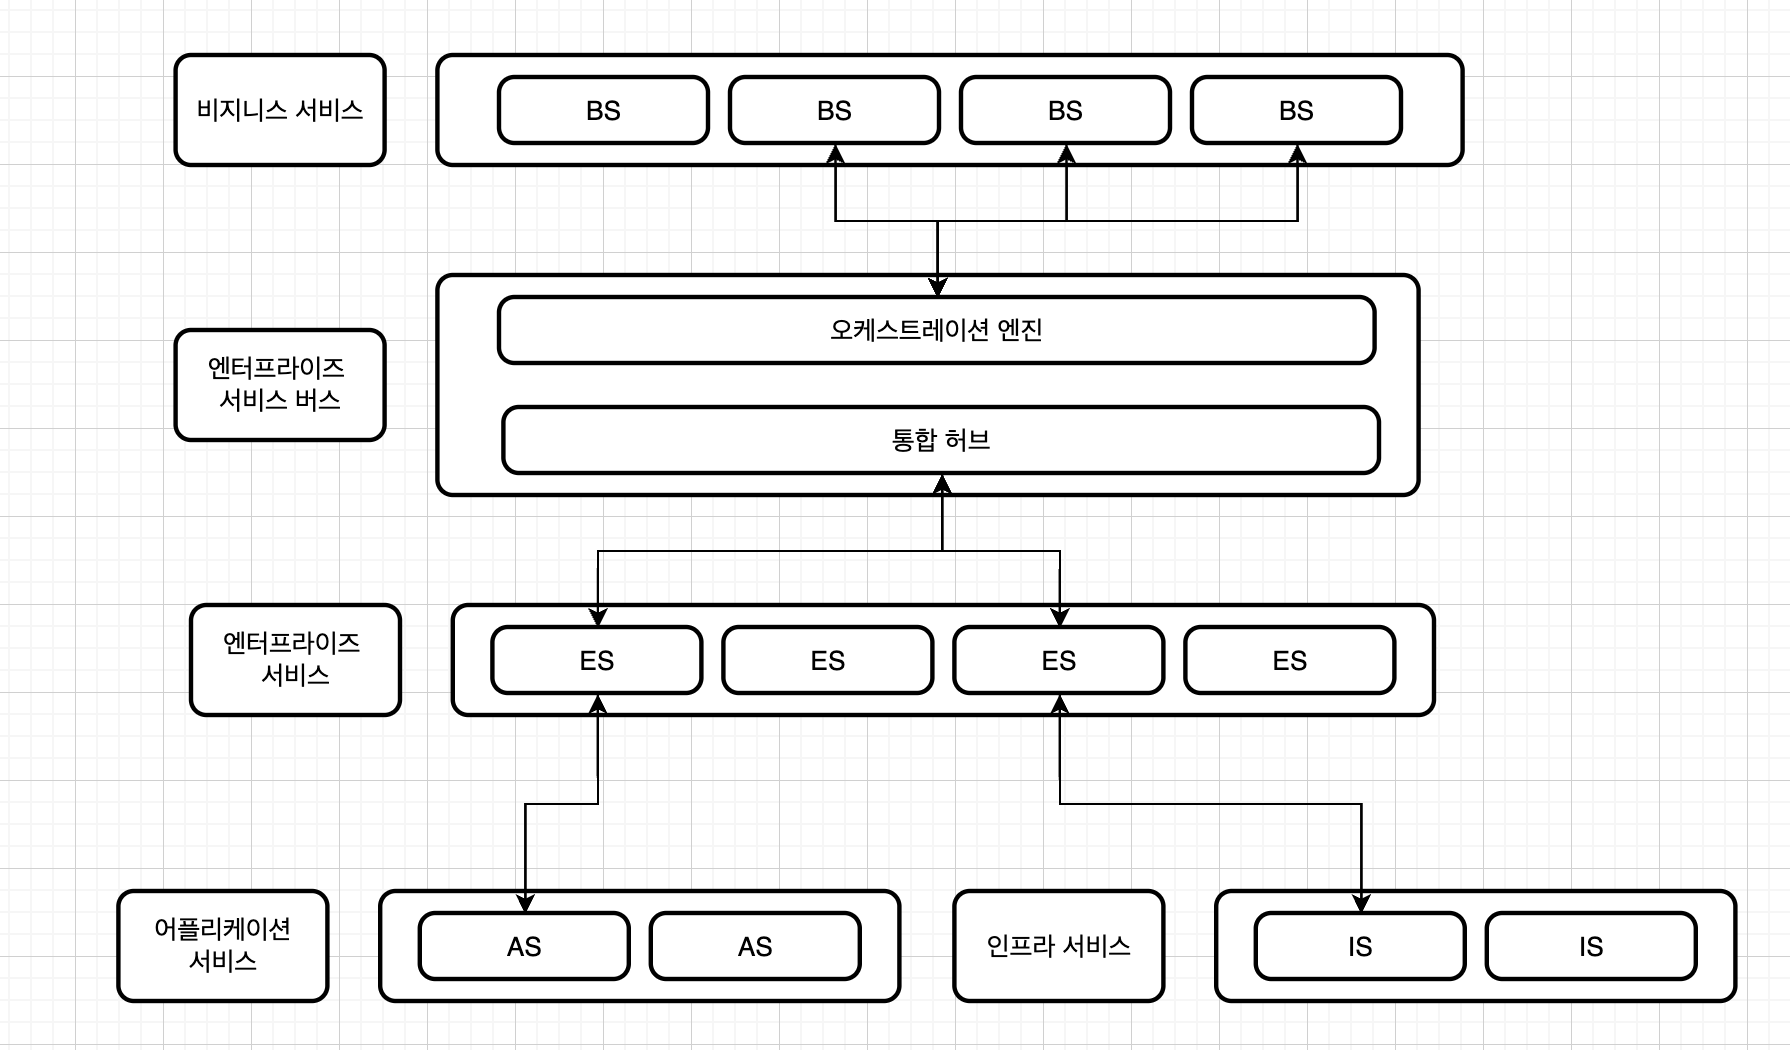 비지니스 서비스
BS
BS
BS
BS
엔터프라이즈
서비스 버스
오케스트레이션 엔진
통합 허브
엔터프라이즈
서비스
ES
ES
ES
ES
어플리케이션
서비스
AS
AS
인프라 서비스
IS
IS